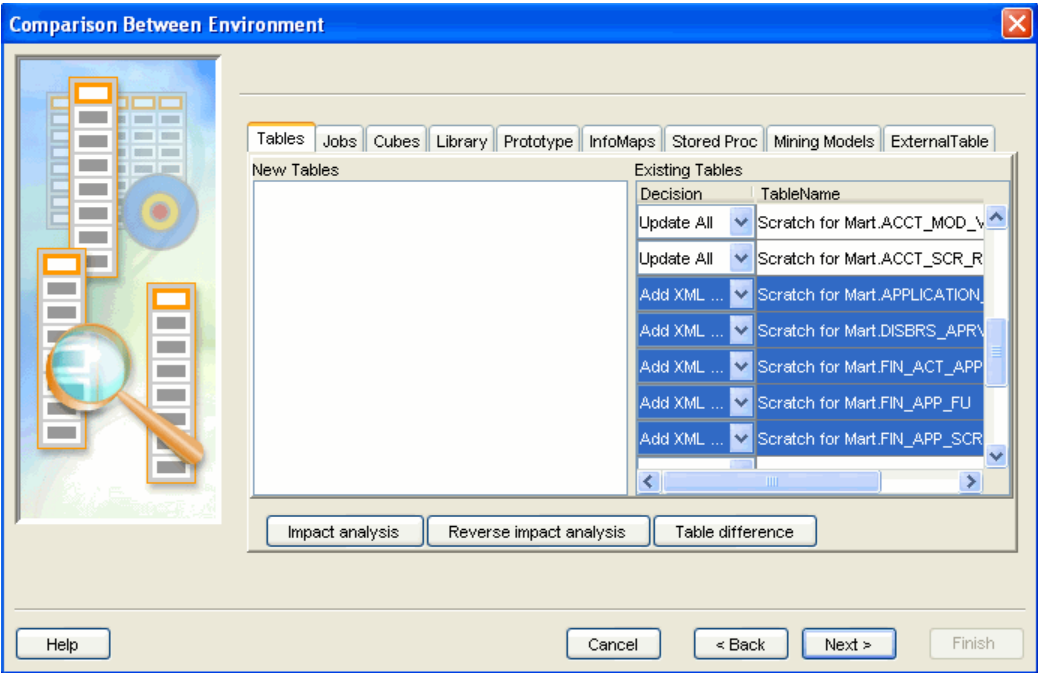 Comparison Between Environment
Tables Jobs Cubes Library Prototype InfoMaps Stored Proc Mining Models ExternalTable
New Tables Existing Tables
Decision TableName
Update All Scratch for Mart.ACCT_MOD_V
Update All Scratch for Mart.ACCT_SCR_R
Add XML ... Scratch for Mart.APPLICATION_
Add XML ... Scratch for Mart.DISBRS_APRV
Add XML ... Scratch for Mart.FIN_ACT_APP
Add XML ... Scratch for Mart.FIN_APP_FU
Add XML ... Scratch for Mart.FIN_APP_SCR
Impact analysis Reverse impact analysis Table difference
Help Cancel < Back Next > Finish